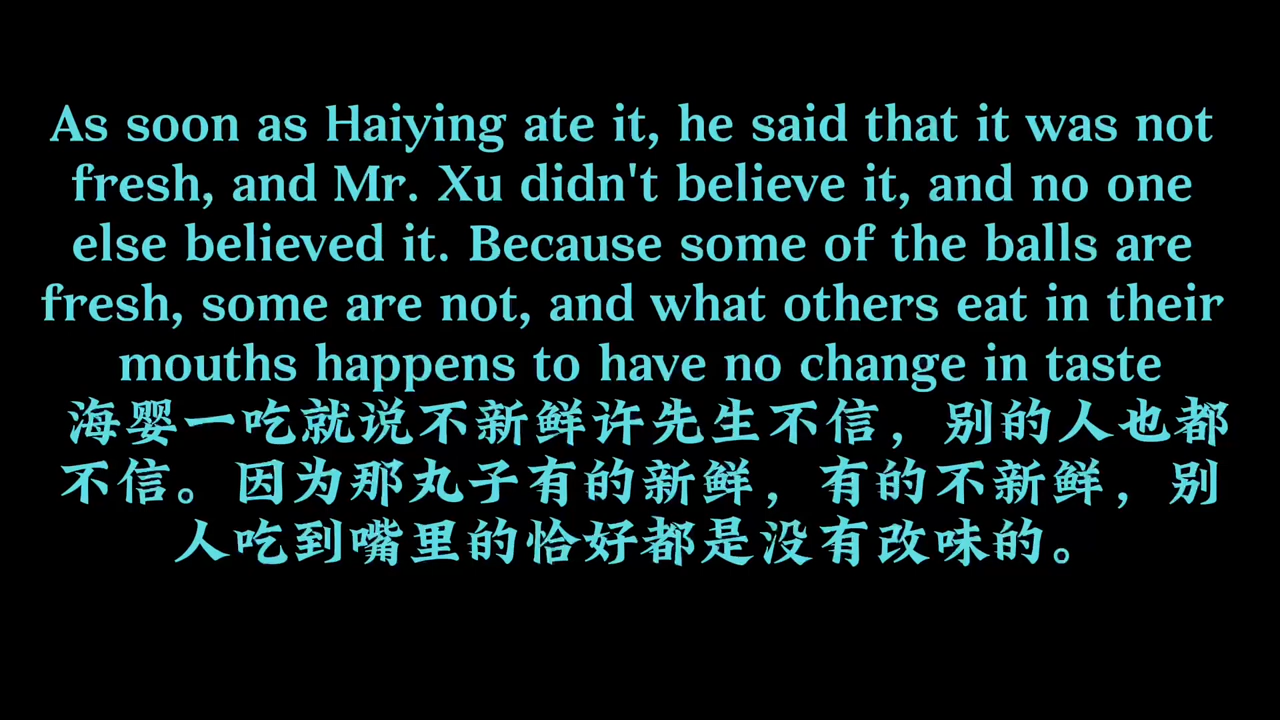 As soon as Haiying ate it, he said that it was not
fresh, and Mr. Xu didn't believe it, and no one
else believed it. Because some of the balls are
fresh, some are not, and what others eat in their
mouths happens to have no change in taste
海婴一吃就说不新鲜许先生不信，别的人也都
不信。因为那丸子有的新鲜，有的不新鲜，别
人吃到嘴里的恰好都是没有改味的。